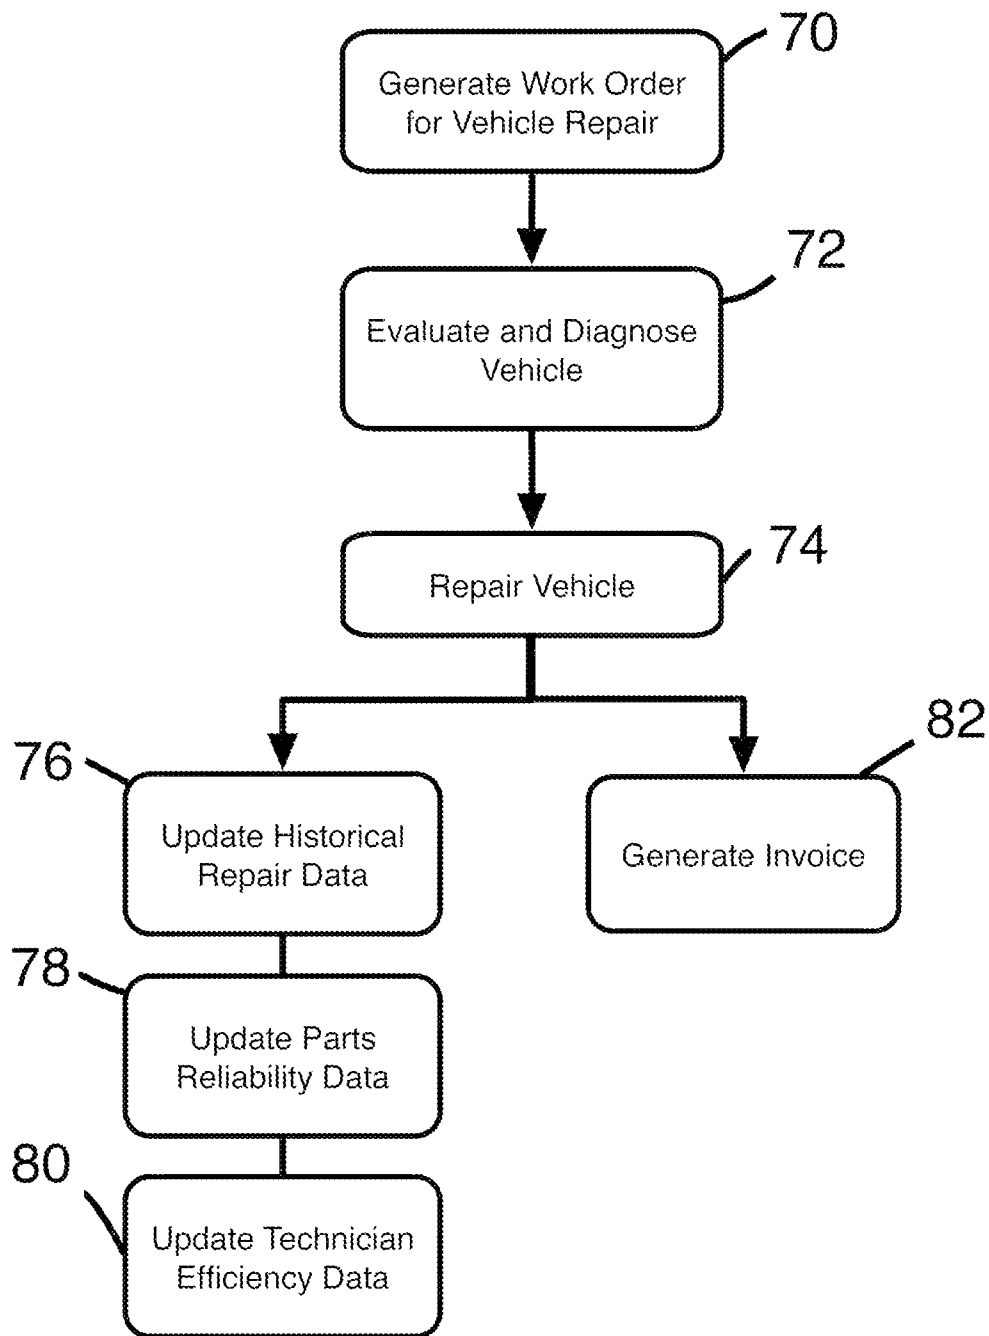 70
Generate Work Order
for Vehicle Repair
72
Evaluate and Diagnose
Vehicle
74
Repair Vehicle
76
Update Historical
Repair Data
82
Generate Invoice
78
Update Parts
Reliability Data
80
Update Technician
Efficiency Data